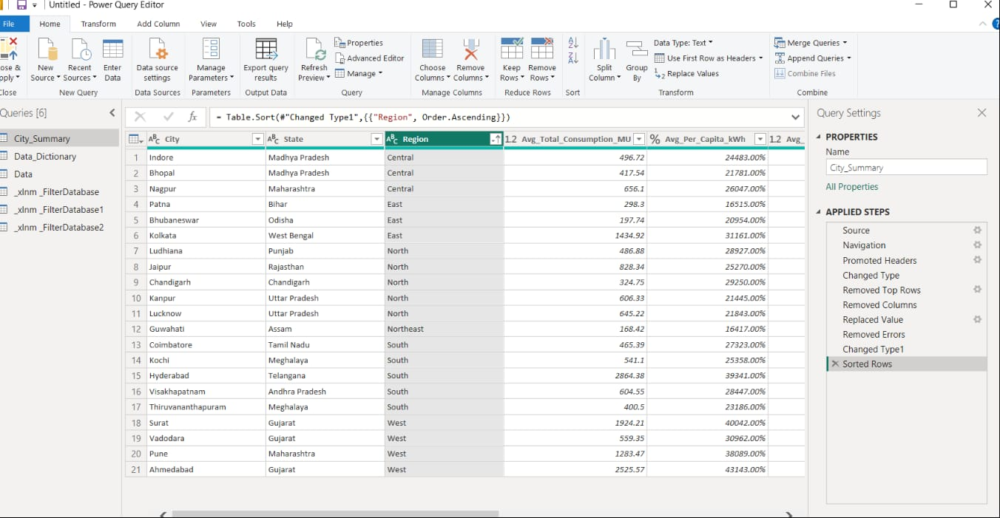 Untitled - Power Query Editor
File Home Transform Add Column View Tools Help
ose & pply
New Source
Recent Sources
Enter Data
Data source settings
Manage Parameters
Export query results
Refresh Preview
Properties
Advanced Editor
Manage
Choose Columns
Remove Columns
Keep Rows
Remove Rows
Split Column
Group By
Data Type: Text
Use First Row as Headers
Replace Values
Merge Queries
Append Queries
Combine Files
Close New Query Data Sources Parameters Output Data Query Manage Columns Reduce Rows Sort Transform Combine
Queries [6]
City_Summary
Data_Dictionary
Data
_xlnm _FilterDatabase
_xlnm _FilterDatabase1
_xlnm _FilterDatabase2
fx = Table.Sort(#"Changed Type1",{{"Region", Order.Ascending}})
ABC City ABC State ABC Region 1.2 Avg_Total_Consumption_MU % Avg_Per_Capita_kWh 1.2 Avg_
1 Indore Madhya Pradesh Central 496.72 24483.00%
2 Bhopal Madhya Pradesh Central 417.54 21781.00%
3 Nagpur Maharashtra Central 656.1 26047.00%
4 Patna Bihar East 298.3 16515.00%
5 Bhubaneswar Odisha East 197.74 20954.00%
6 Kolkata West Bengal East 1434.92 31161.00%
7 Ludhiana Punjab North 486.88 28927.00%
8 Jaipur Rajasthan North 828.34 25270.00%
9 Chandigarh Chandigarh North 324.75 29250.00%
10 Kanpur Uttar Pradesh North 606.33 21445.00%
11 Lucknow Uttar Pradesh North 645.22 21843.00%
12 Guwahati Assam Northeast 168.42 16417.00%
13 Coimbatore Tamil Nadu South 465.39 27323.00%
14 Kochi Meghalaya South 541.1 25358.00%
15 Hyderabad Telangana South 2864.38 39341.00%
16 Visakhapatnam Andhra Pradesh South 604.55 28447.00%
17 Thiruvananthapuram Meghalaya South 400.5 23186.00%
18 Surat Gujarat West 1924.21 40042.00%
19 Vadodara Gujarat West 559.35 30962.00%
20 Pune Maharashtra West 1283.47 38089.00%
21 Ahmedabad Gujarat West 2525.57 43143.00%
Query Settings
PROPERTIES
Name
City_Summary
All Properties
APPLIED STEPS
Source
Navigation
Promoted Headers
Changed Type
Removed Top Rows
Removed Columns
Replaced Value
Removed Errors
Changed Type1
Sorted Rows